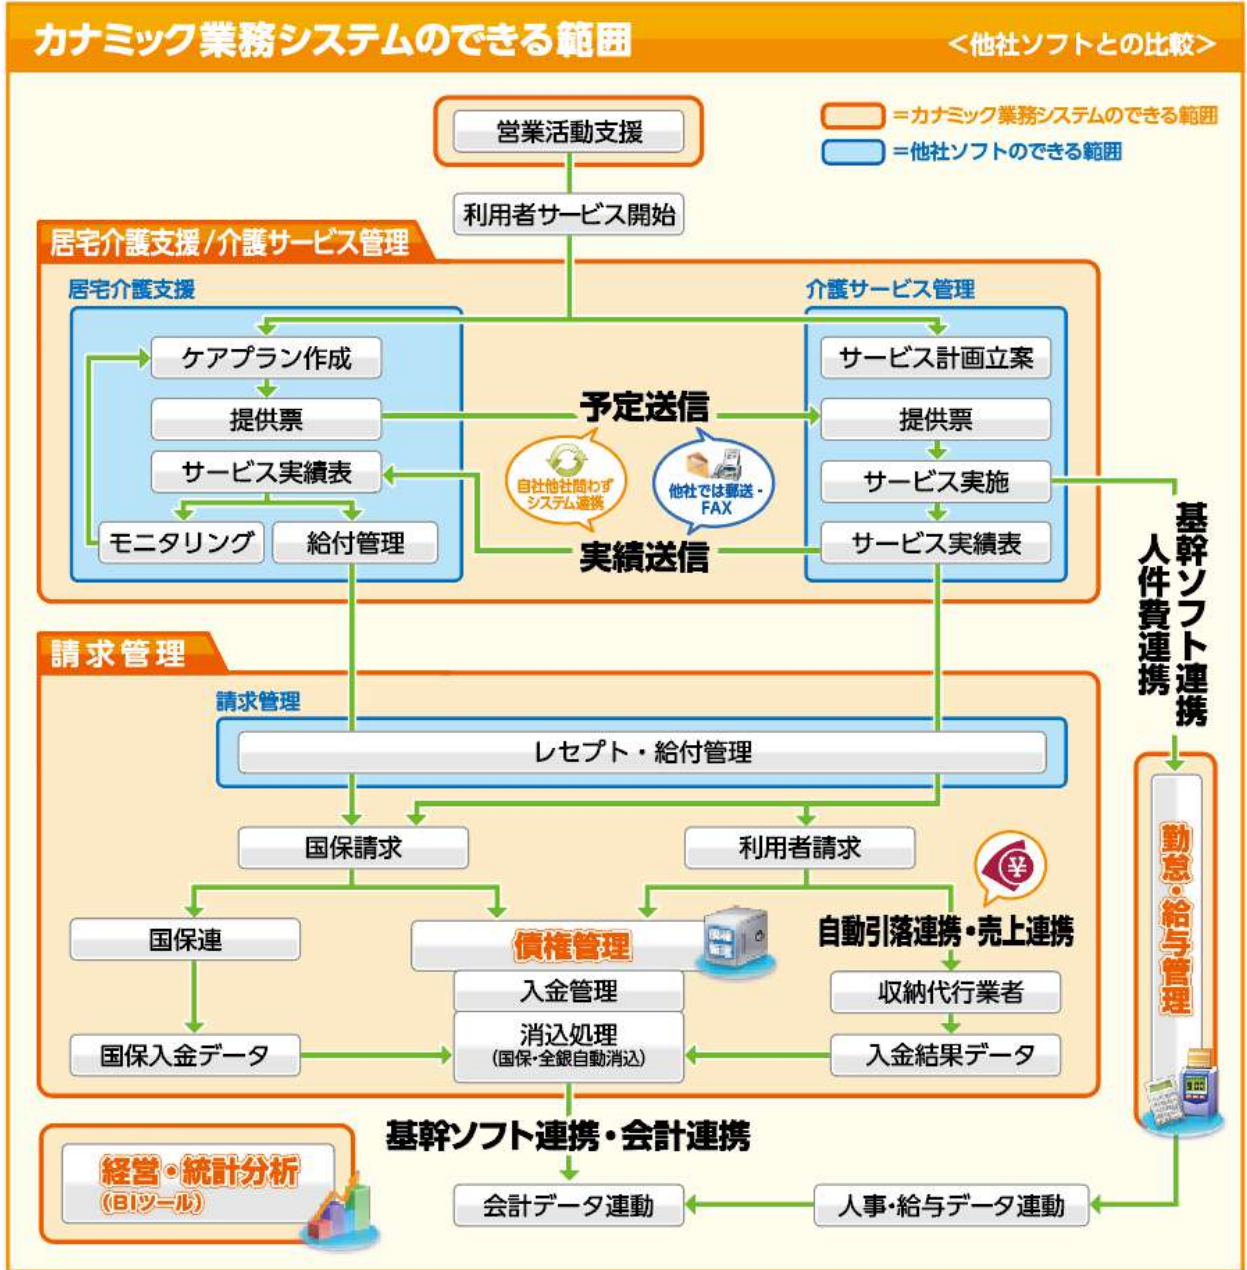 カナミック業務システムのできる範囲
<他社ソフトとの比較>
営業活動支援
=カナミック業務システムのできる範囲
=他社ソフトのできる範囲
利用者サービス開始
居宅介護支援/介護サービス管理
居宅介護支援
介護サービス管理
ケアプラン作成
サービス計画立案
提供票
予定送信
提供票
サービス実績表
自社他社問わず
システム連携
他社では郵送・
FAX
サービス実施
モニタリング
給付管理
実績送信
サービス実績表
基幹ソフト連携
人件費連携
請求管理
請求管理
レセプト・給付管理
国保請求
利用者請求
勤怠・給与管理
国保連
債権管理
自動引落連携・売上連携
入金管理
収納代行業者
国保入金データ
消込処理
(国保・全銀自動消込)
入金結果データ
9:00
基幹ソフト連携・会計連携
経営・統計分析
(BIツール)
会計データ連動
人事・給与データ連動